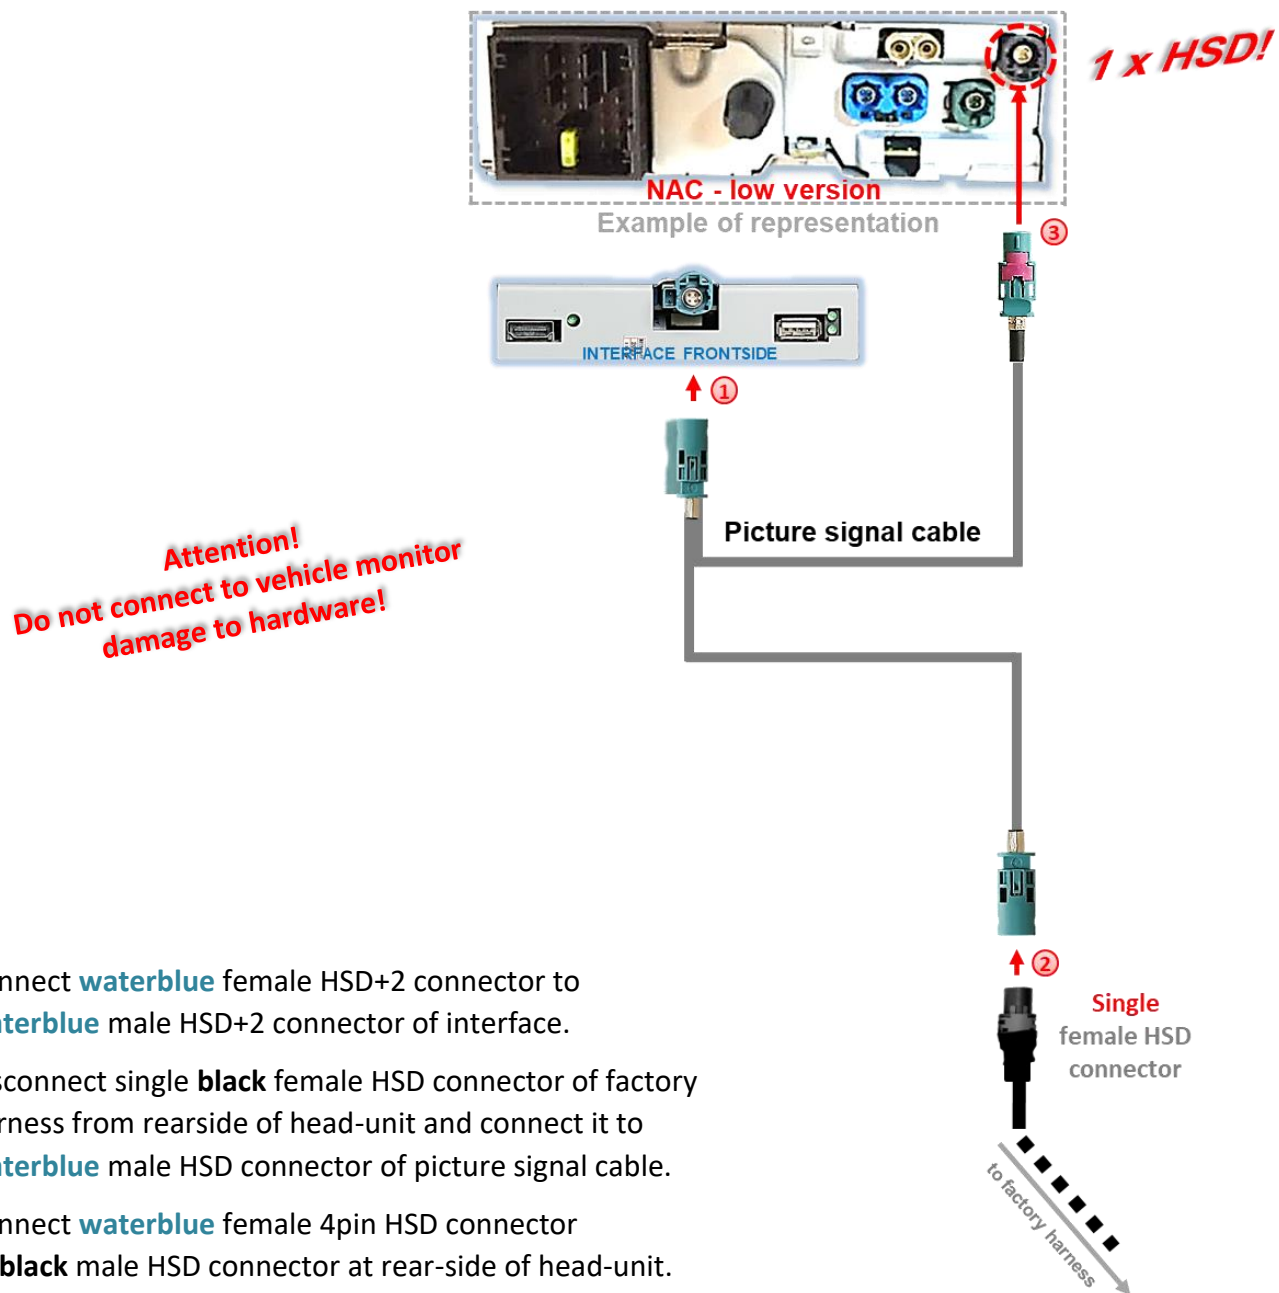 1 x HSD!
NAC - low version
Example of representation
3
INTERFACE FRONTSIDE
1
Picture signal cable
Attention!
Do not connect to vehicle monitor
damage to hardware!
2
Single
female HSD
connector
to factory harness
nnect waterblue female HSD+2 connector to
terblue male HSD+2 connector of interface.
sconnect single black female HSD connector of factory
rness from rearside of head-unit and connect it to
terblue male HSD connector of picture signal cable.
nnect waterblue female 4pin HSD connector
black male HSD connector at rear-side of head-unit.